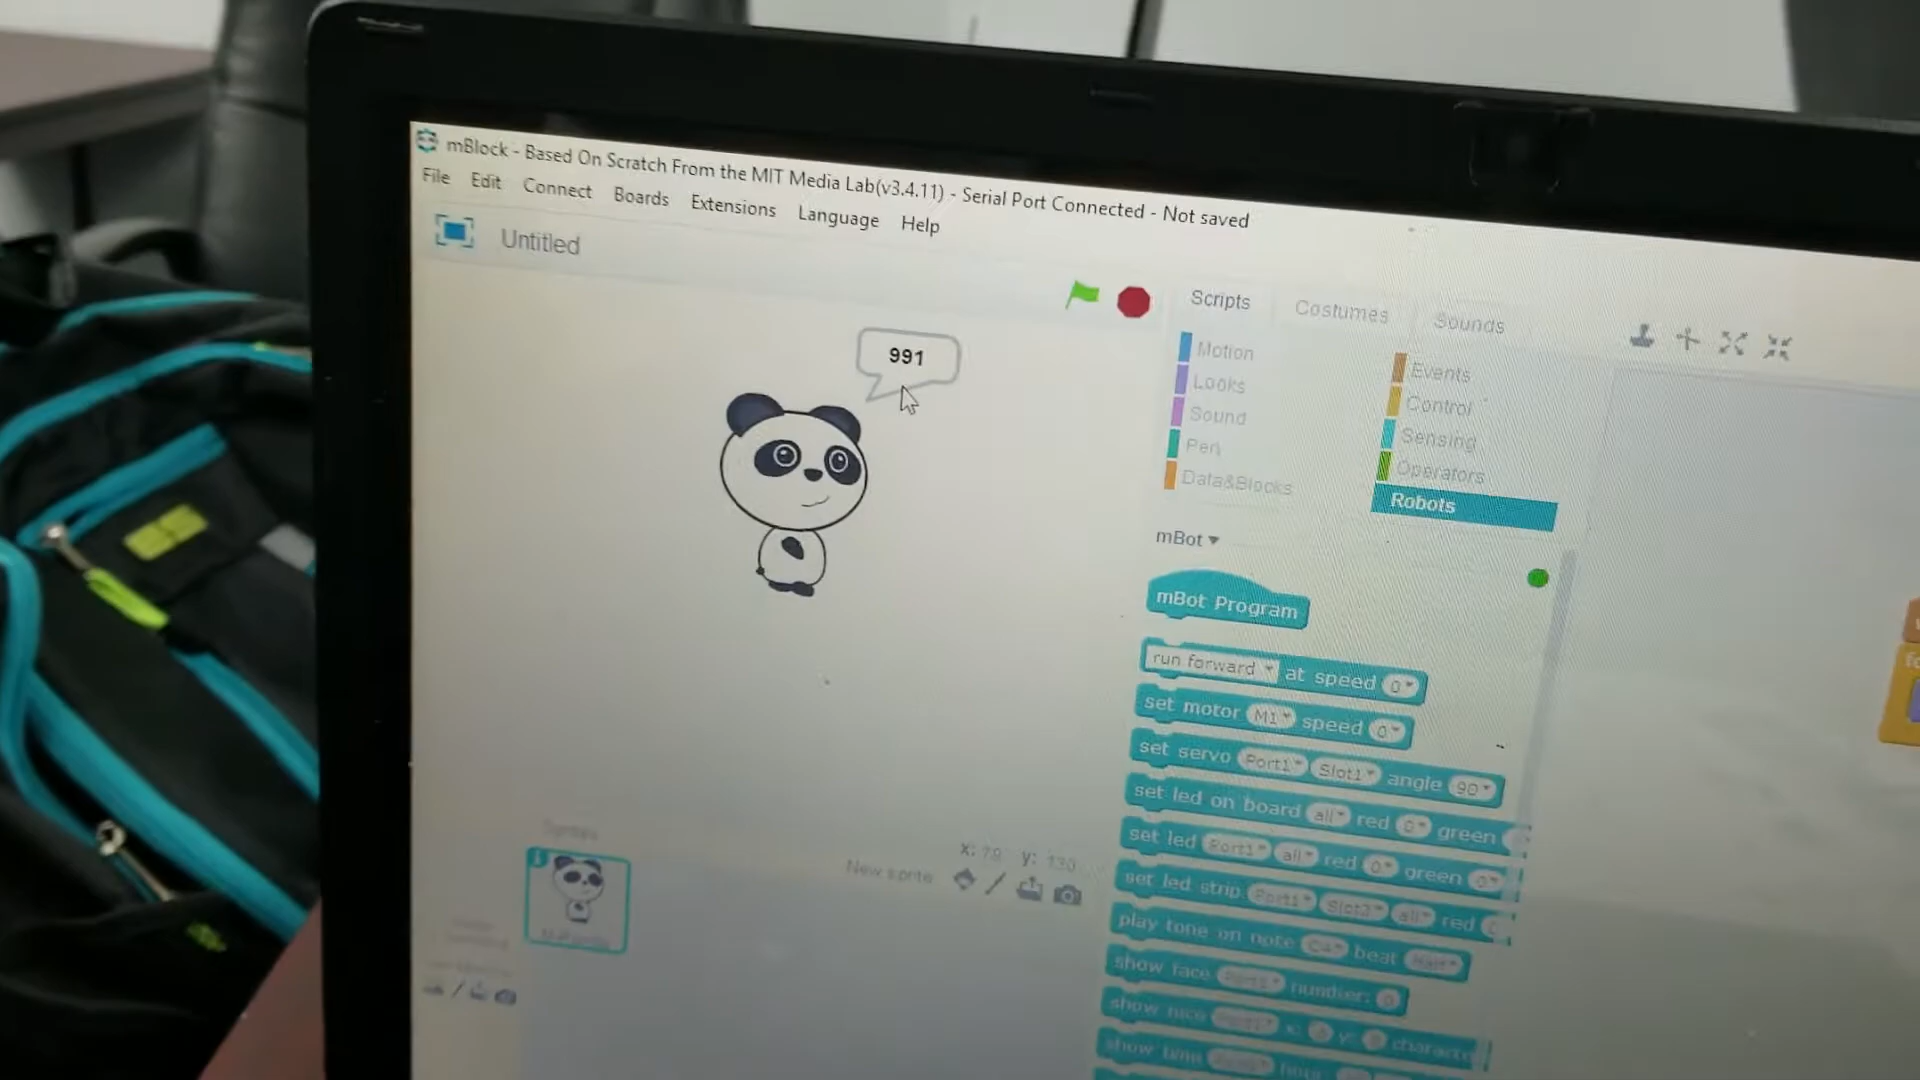 mBlock - Based On Scratch From the MIT Media Lab(v3.4.11) - Serial Port Connected - Not saved
File Edit Connect Boards Extensions Language Help
Untitled
991
Scripts Costumes Sounds
Motion
Looks
Sound
Pen
Data&Blocks
Events
Control
Sensing
Operators
Robots
mBot
mBot Program
run forward at speed 0
set motor M1 speed 0
set servo Port1 Slot1 angle 90
set led on board all red 0 green
set led Port1 all red 0 green 0
set led strip Port1 Slot2 all red
play tone on note C4 beat Half
show face Port1 number: 0
x: y:
New sprite